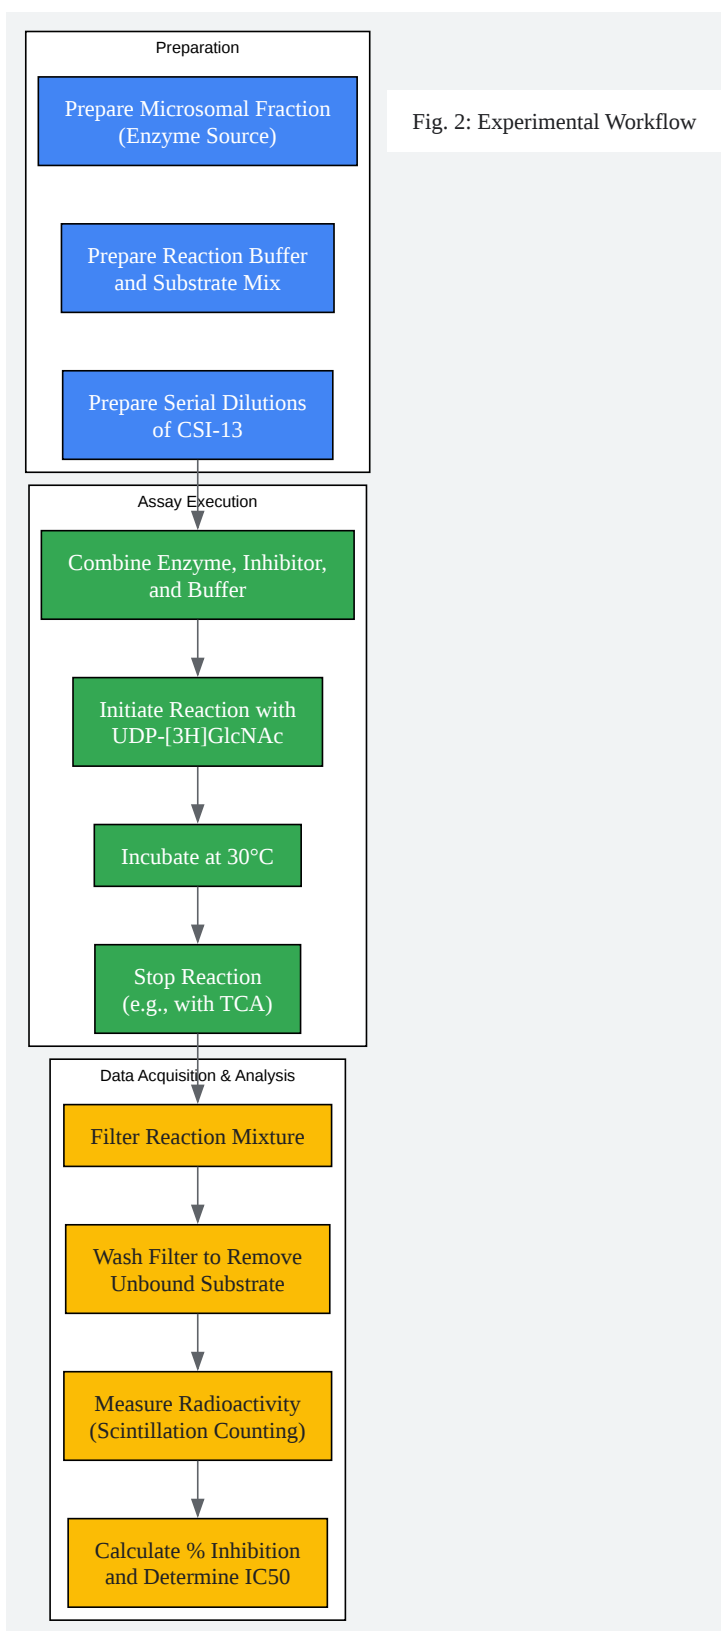 Preparation
Prepare Microsomal Fraction
(Enzyme Source)
Fig. 2: Experimental Workflow
Prepare Reaction Buffer
and Substrate Mix
Prepare Serial Dilutions
of CSI-13
Assay Execution
Combine Enzyme, Inhibitor,
and Buffer
Initiate Reaction with
UDP-[3H]GlcNAc
Incubate at 30°C
Stop Reaction
(e.g., with TCA)
Data Acquisition & Analysis
Filter Reaction Mixture
Wash Filter to Remove
Unbound Substrate
Measure Radioactivity
(Scintillation Counting)
Calculate % Inhibition
and Determine IC50